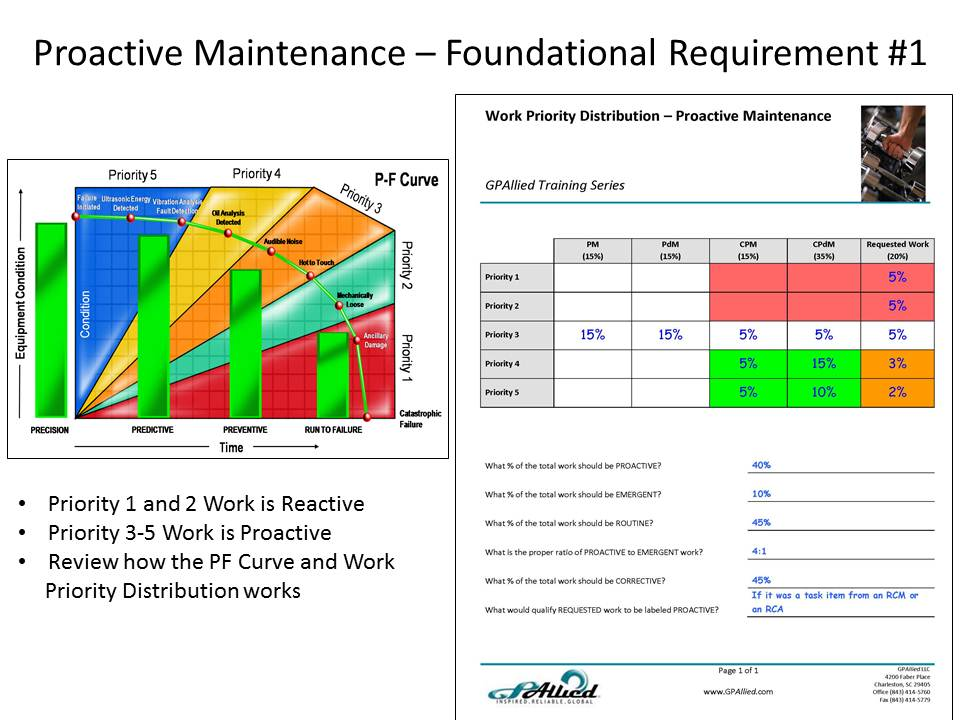 Proactive Maintenance – Foundational Requirement #1
Priority 5
Priority 4
P-F Curve
Priority 3
Priority 2
Priority 1
Failure
Initiated
Ultrasonic Energy
Detected
Vibration Analysis
Fault Detection
Oil Analysis
Detected
Audible Noise
Hot to Touch
Mechanically
Loose
Ancillary
Damage
Catastrophic
Failure
Equipment Condition
Condition
PRECISION PREDICTIVE PREVENTIVE RUN TO FAILURE
Time
• Priority 1 and 2 Work is Reactive
• Priority 3-5 Work is Proactive
• Review how the PF Curve and Work
Priority Distribution works
Work Priority Distribution – Proactive Maintenance
GPAllied Training Series
PM PdM CPM CPdM Requested Work
(15%) (15%) (15%) (35%) (20%)
Priority 1 5%
Priority 2 5%
Priority 3 15% 15% 5% 5% 5%
Priority 4 5% 15% 3%
Priority 5 5% 10% 2%
What % of the total work should be PROACTIVE? 40%
What % of the total work should be EMERGENT? 10%
What % of the total work should be ROUTINE? 45%
What is the proper ratio of PROACTIVE to EMERGENT work? 4:1
What % of the total work should be CORRECTIVE? 45%
What would qualify REQUESTED work to be labeled PROACTIVE? If it was a task item from an RCM or
an RCA
GPAllied
INSPIRED. RELIABLE. GLOBAL.
Page 1 of 1
www.GPAllied.com
GPAllied LLC
4200 Faber Place
Charleston, SC 29405
Office (843) 414-5760
Fax (843) 414-5779